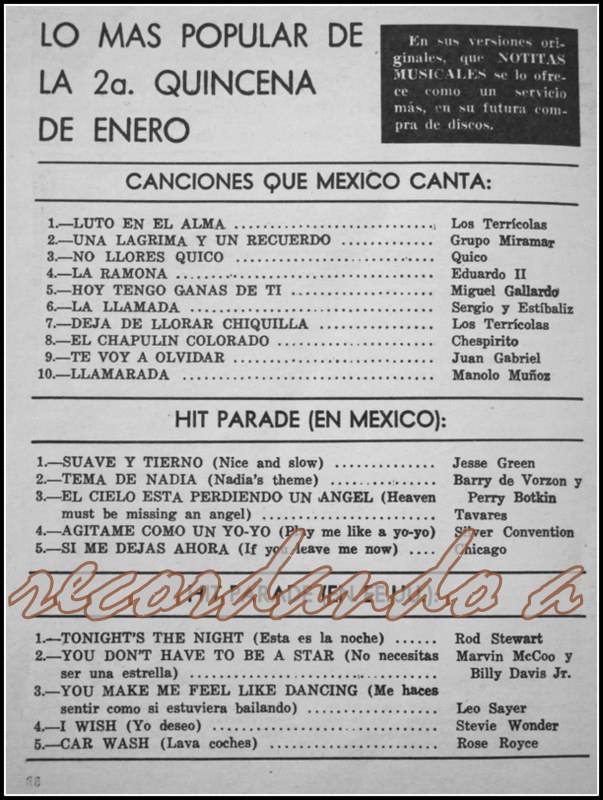 LO MAS POPULAR DE
LA 2a. QUINCENA
DE ENERO
En sus versiones ori-
ginales, que NOTITAS
MUSICALES se lo ofre-
ce como un servicio
más, en su futura com-
pra de discos.
CANCIONES QUE MEXICO CANTA:
1.—LUTO EN EL ALMA .......................... Los Terrícolas
2.—UNA LAGRIMA Y UN RECUERDO ............ Grupo Miramar
3.—NO LLORES QUICO .......................... Quico
4.—LA RAMONA ................................ Eduardo II
5.—HOY TENGO GANAS DE TI .................. Miguel Gallardo
6.—LA LLAMADA ............................... Sergio y Estíbaliz
7.—DEJA DE LLORAR CHIQUILLA ............... Los Terrícolas
8.—EL CHAPULIN COLORADO .................... Chespirito
9.—TE VOY A OLVIDAR ......................... Juan Gabriel
10.—LLAMARADA ............................... Manolo Muñoz
HIT PARADE (EN MEXICO):
1.—SUAVE Y TIERNO (Nice and slow) ............. Jesse Green
2.—TEMA DE NADIA (Nadia's theme) ............. Barry de Vorzon y
3.—EL CIELO ESTA PERDIENDO UN ANGEL (Heaven Perry Botkin
must be missing an angel) ...................... Tavares
4.—AGITAME COMO UN YO-YO (Play me like a yo-yo) Silver Convention
5.—SI ME DEJAS AHORA (If you leave me now) .... Chicago
recordando a
HIT PARADE (EN EE.UU.):
1.—TONIGHT'S THE NIGHT (Esta es la noche) ...... Rod Stewart
2.—YOU DON'T HAVE TO BE A STAR (No necesitas Marvin McCoo y
ser una estrella) ............................... Billy Davis Jr.
3.—YOU MAKE ME FEEL LIKE DANCING (Me haces
sentir como si estuviera bailando) ................ Leo Sayer
4.—I WISH (Yo deseo) ........................... Stevie Wonder
5.—CAR WASH (Lava coches) ..................... Rose Royce